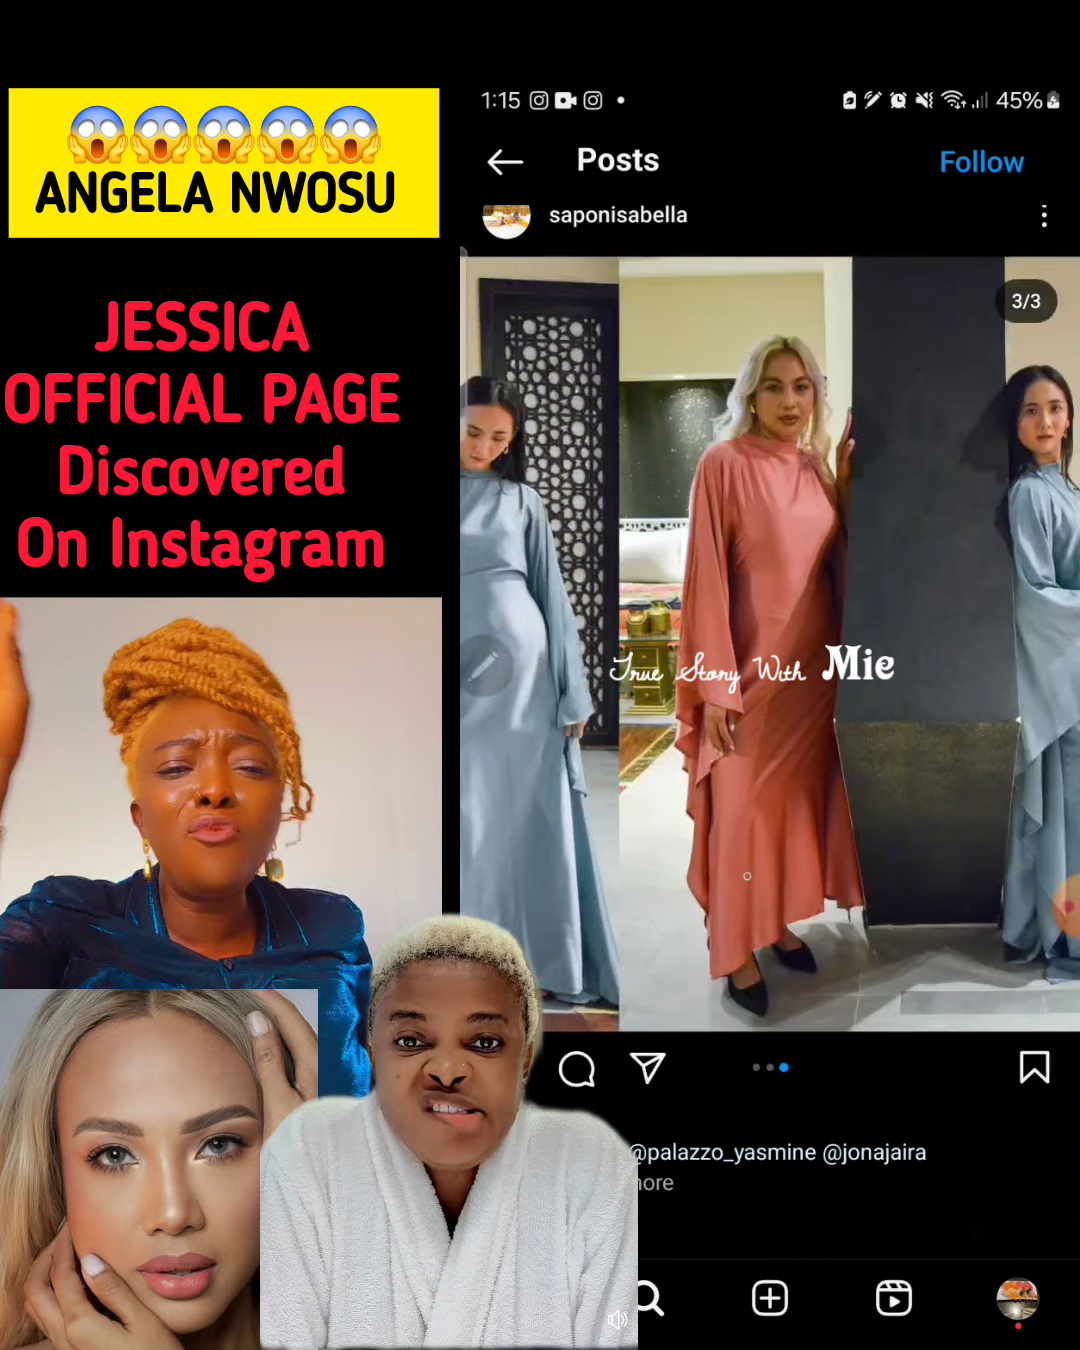 😱😱😱😱😱
ANGELA NWOSU
JESSICA
OFFICIAL PAGE
Discovered
On Instagram
1:15
45%
Posts
Follow
saponisabella
3/3
True Story With Mie
@palazzo_yasmine @jonajaira